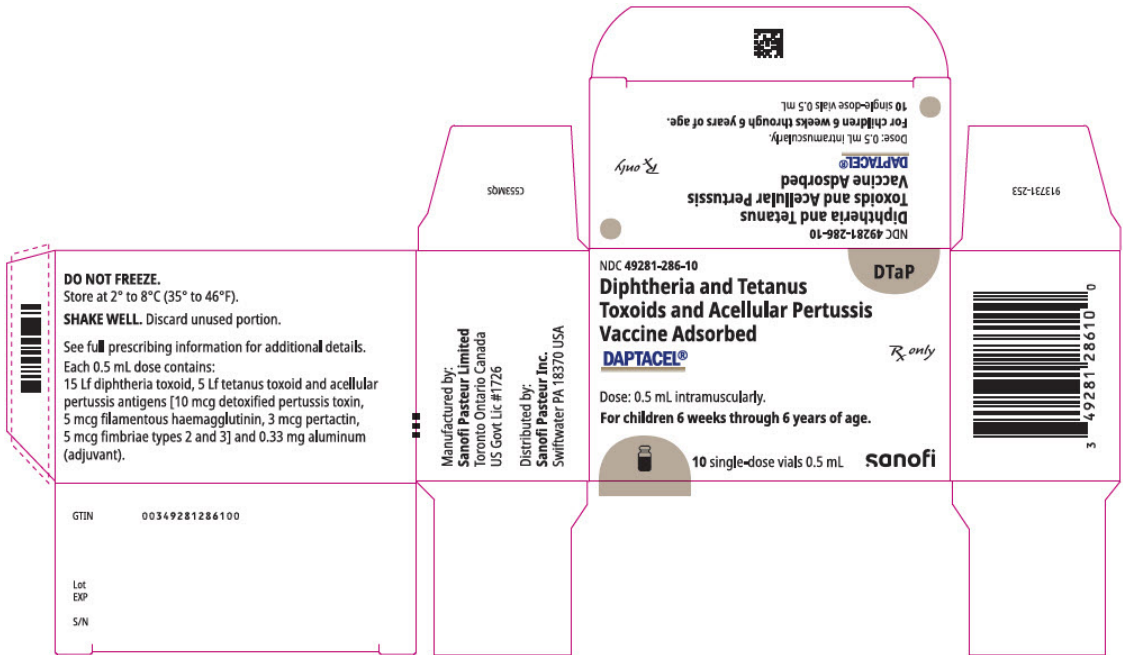 10 single-dose vials 0.5 mL
For children 6 weeks through 6 years of age.
Dose: 0.5 mL intramuscularly.
DAPTACEL®
Rx only
Vaccine Adsorbed
Toxoids and Acellular Pertussis
Diphtheria and Tetanus
NDC 49281-286-10
C553MQS
913731-253
DO NOT FREEZE.
Store at 2° to 8°C (35° to 46°F).
SHAKE WELL. Discard unused portion.
See full prescribing information for additional details.
Each 0.5 mL dose contains:
15 Lf diphtheria toxoid, 5 Lf tetanus toxoid and acellular
pertussis antigens [10 mcg detoxified pertussis toxin,
5 mcg filamentous haemagglutinin, 3 mcg pertactin,
5 mcg fimbriae types 2 and 3] and 0.33 mg aluminum
(adjuvant).
Manufactured by:
Sanofi Pasteur Limited
Toronto Ontario Canada
US Govt Lic #1726
Distributed by:
Sanofi Pasteur Inc.
Swiftwater PA 18370 USA
NDC 49281-286-10
DTaP
Diphtheria and Tetanus
Toxoids and Acellular Pertussis
Vaccine Adsorbed
DAPTACEL®
Rx only
Dose: 0.5 mL intramuscularly.
For children 6 weeks through 6 years of age.
10 single-dose vials 0.5 mL
sanofi
3 49281 28610 0
GTIN 00349281286100
Lot
EXP
S/N